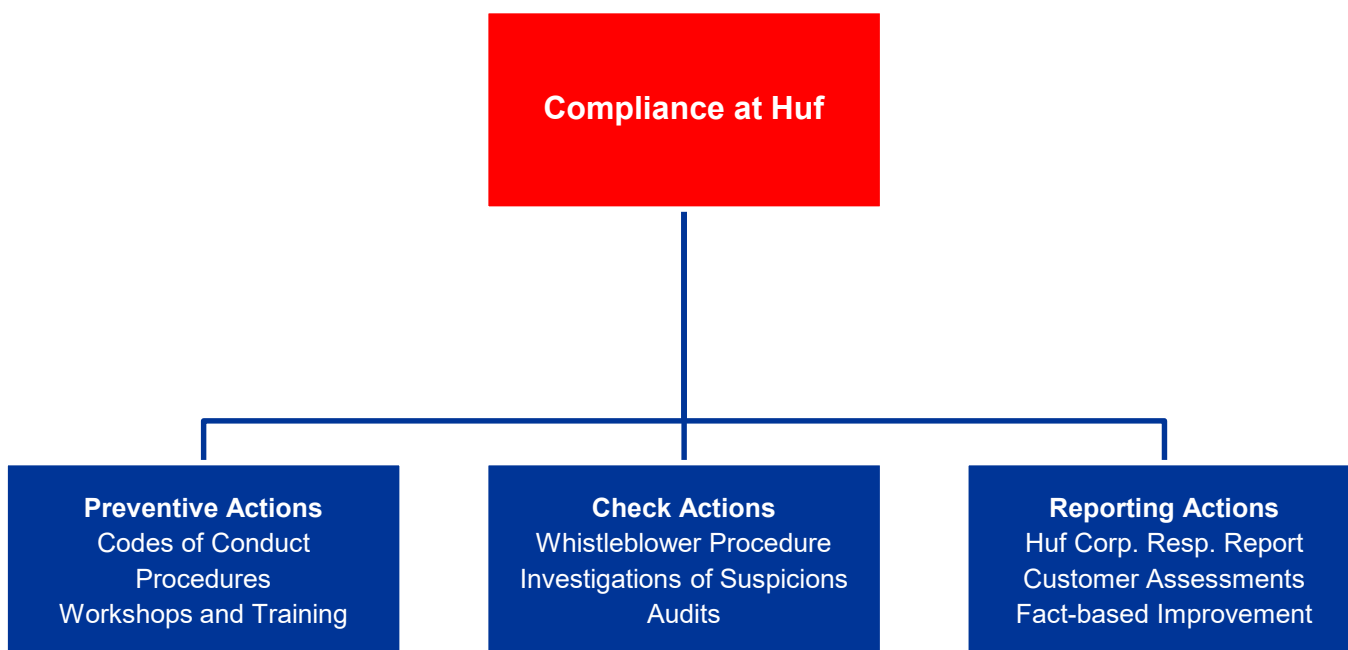 Compliance at Huf
Preventive Actions
Codes of Conduct
Procedures
Workshops and Training
Check Actions
Whistleblower Procedure
Investigations of Suspicions
Audits
Reporting Actions
Huf Corp. Resp. Report
Customer Assessments
Fact-based Improvement